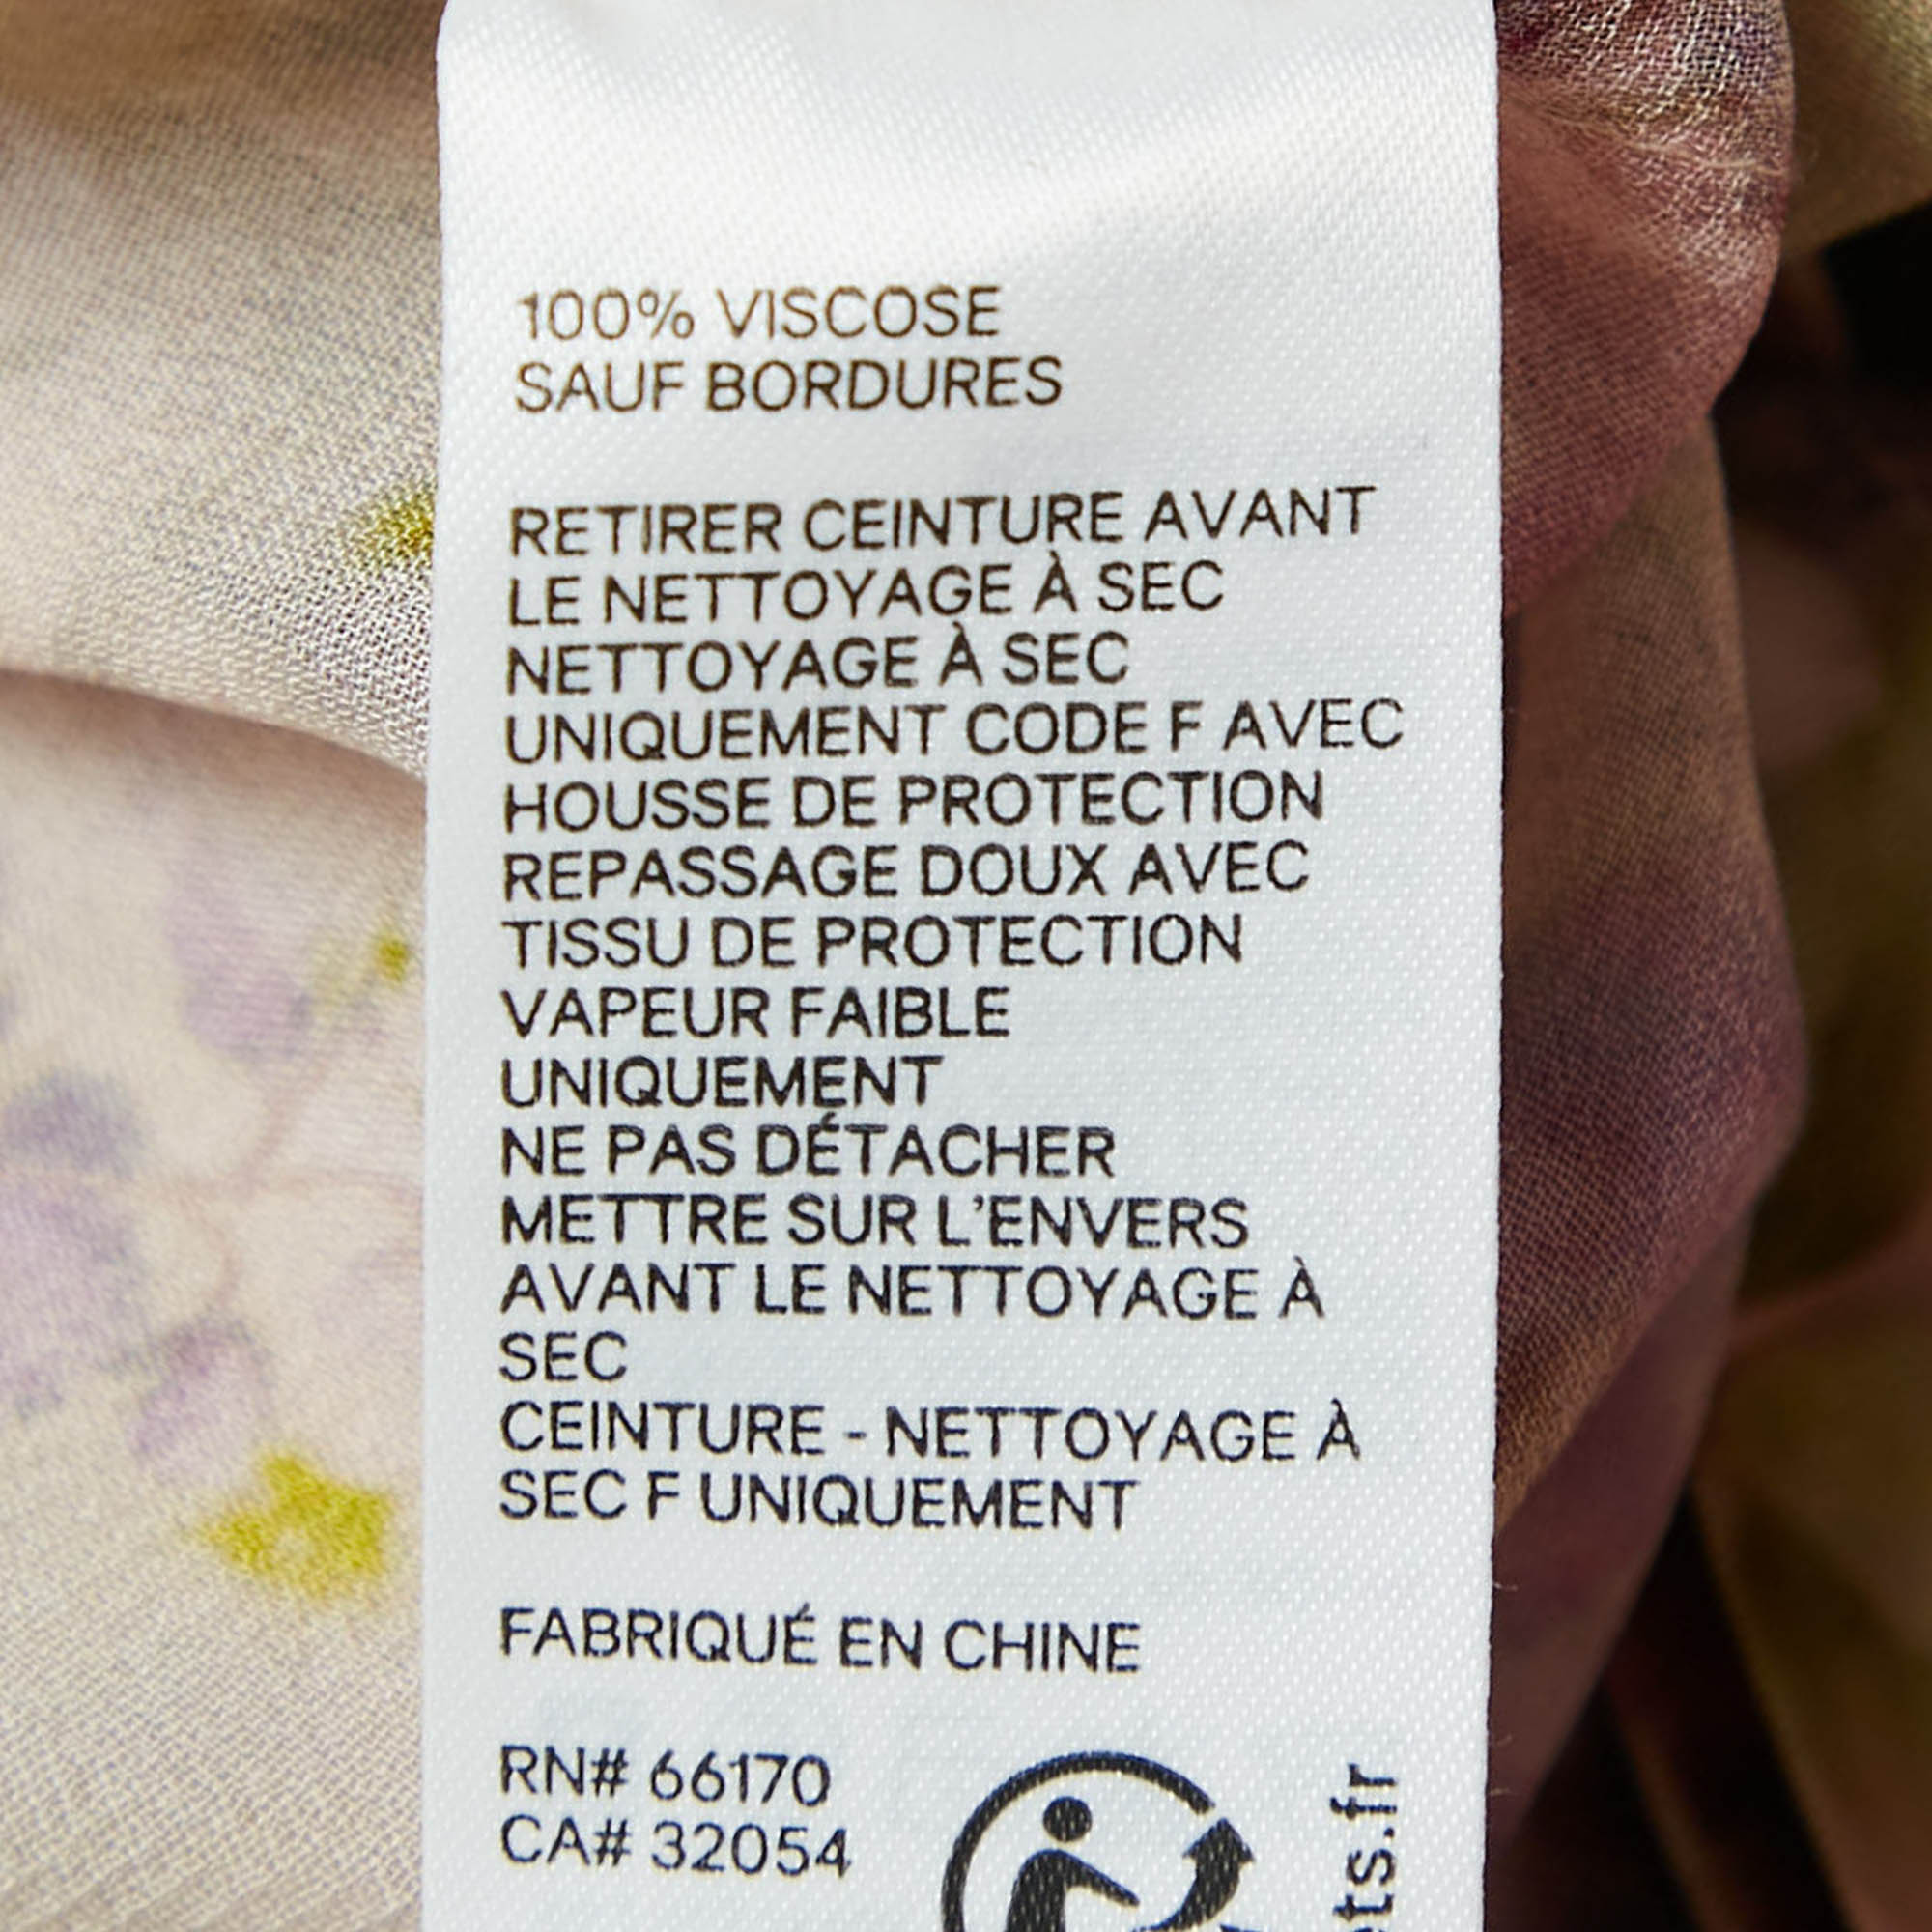 100% VISCOSE
SAUF BORDURES
RETIRER CEINTURE AVANT
LE NETTOYAGE À SEC
NETTOYAGE À SEC
UNIQUEMENT CODE F AVEC
HOUSSE DE PROTECTION
REPASSAGE DOUX AVEC
TISSU DE PROTECTION
VAPEUR FAIBLE
UNIQUEMENT
NE PAS DÉTACHER
METTRE SUR L'ENVERS
AVANT LE NETTOYAGE À
SEC
CEINTURE - NETTOYAGE À
SEC F UNIQUEMENT
FABRIQUÉ EN CHINE
RN# 66170
CA# 32054
ts.fr